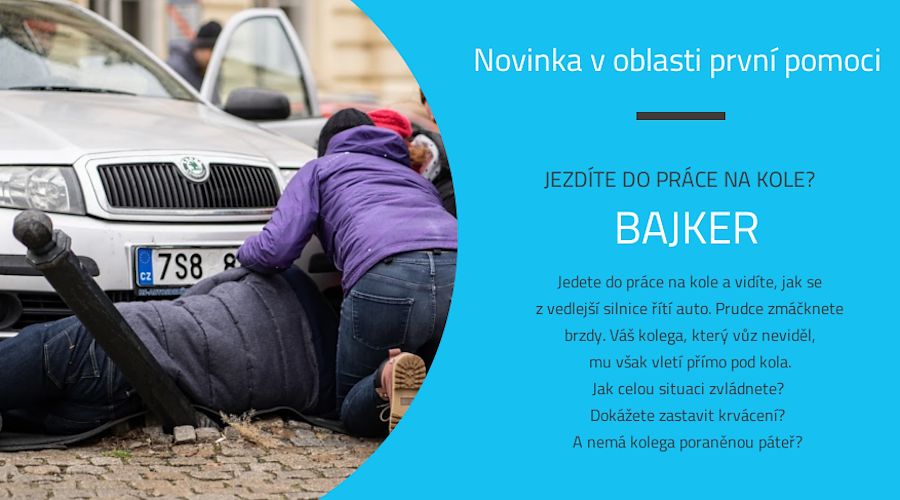 Novinka v oblasti první pomoci
JEZDÍTE DO PRÁCE NA KOLE?
BAJKER
Jedete do práce na kole a vidíte, jak se
z vedlejší silnice řítí auto. Prudce zmáčknete
brzdy. Váš kolega, který vůz neviděl,
mu však vletí přímo pod kola.
Jak celou situaci zvládnete?
Dokážete zastavit krvácení?
A nemá kolega poraněnou páteř?
CZ 7S8